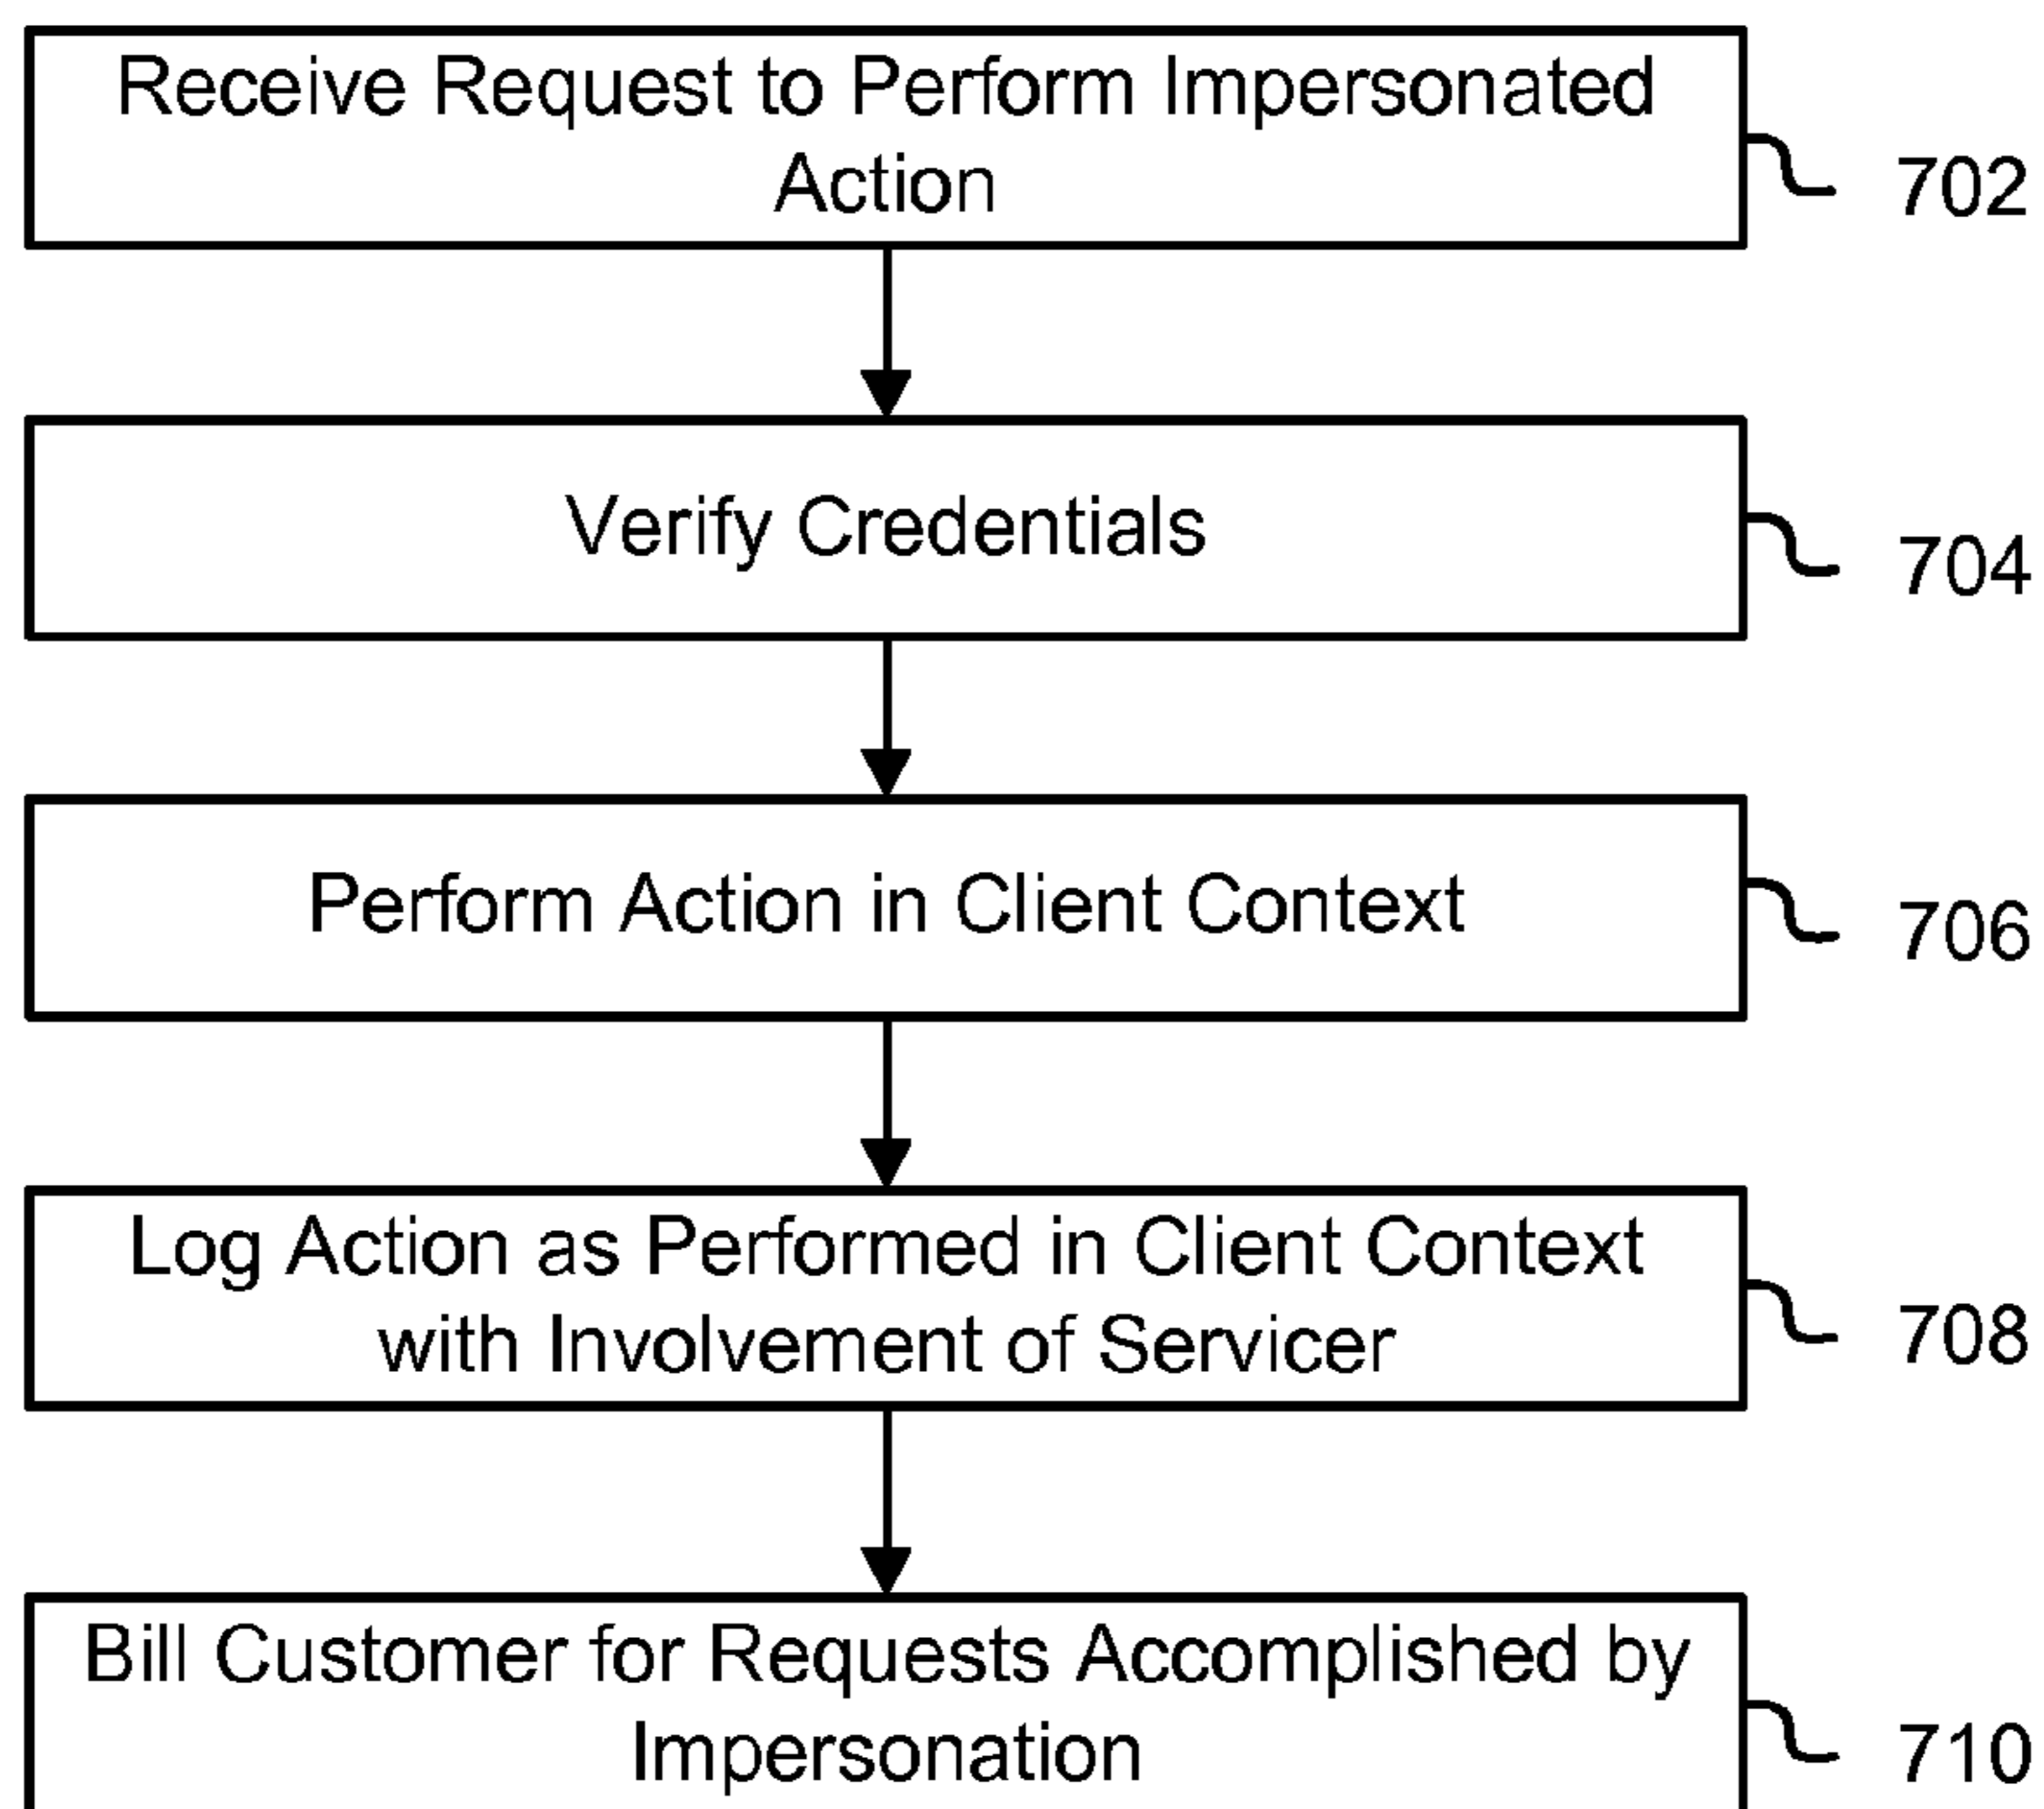 Receive Request to Perform Impersonated
Action
702
Verify Credentials
704
Perform Action in Client Context
706
Log Action as Performed in Client Context
with Involvement of Servicer
708
Bill Customer for Requests Accomplished by
Impersonation
710